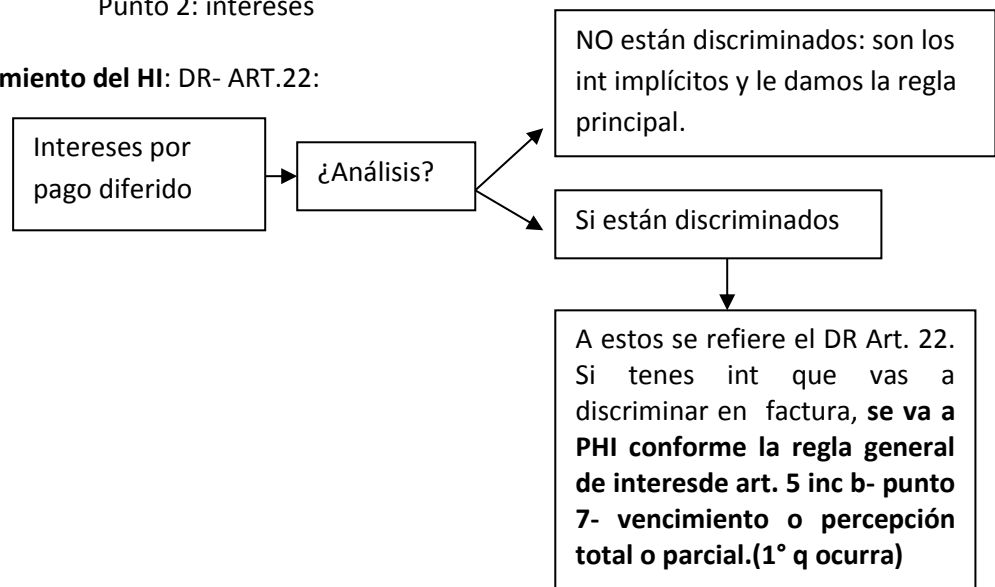 Punto 2: intereses
miento del HI: DR- ART.22:
Intereses por
pago diferido
¿Análisis?
NO están discriminados: son los
int implícitos y le damos la regla
principal.
Si están discriminados
A estos se refiere el DR Art. 22.
Si tenes int que vas a
discriminar en factura, se va a
PHI conforme la regla general
de interesde art. 5 inc b- punto
7- vencimiento o percepción
total o parcial.(1° q ocurra)